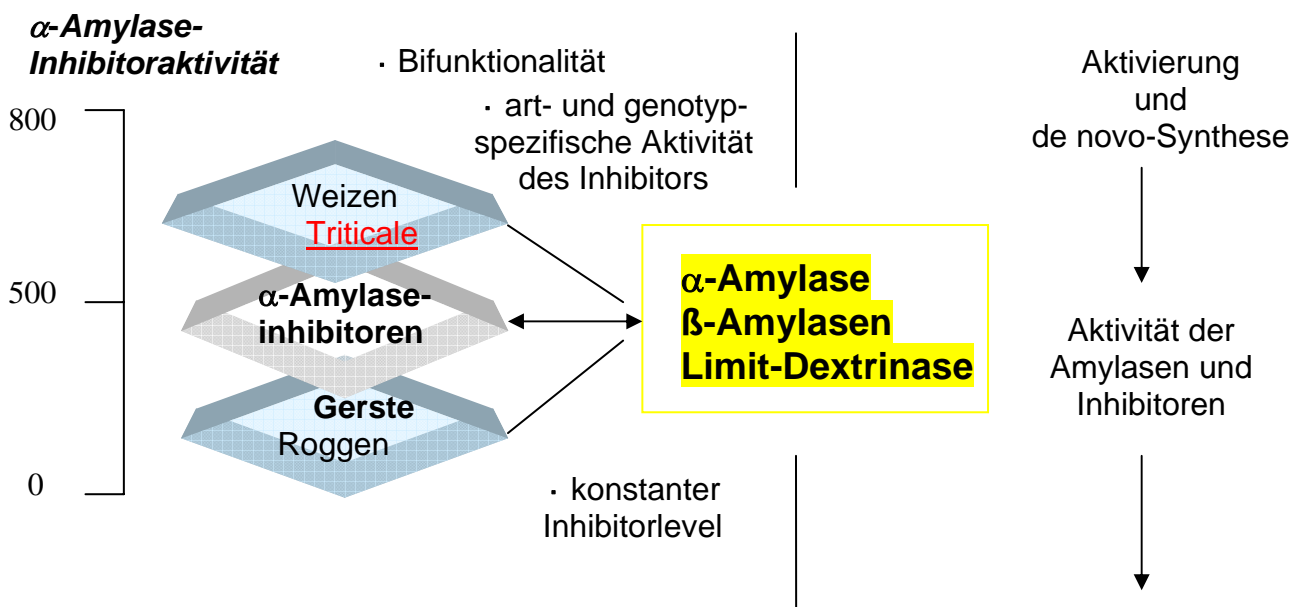 α-Amylase-
Inhibitoraktivität
800
500
0
Weizen
Triticale
α-Amylase-
inhibitoren
Gerste
Roggen
· Bifunktionalität
· art- und genotyp-
spezifische Aktivität
des Inhibitors
α-Amylase
ß-Amylasen
Limit-Dextrinase
· konstanter
Inhibitorlevel
Aktivierung
und
de novo-Synthese
Aktivität der
Amylasen und
Inhibitoren